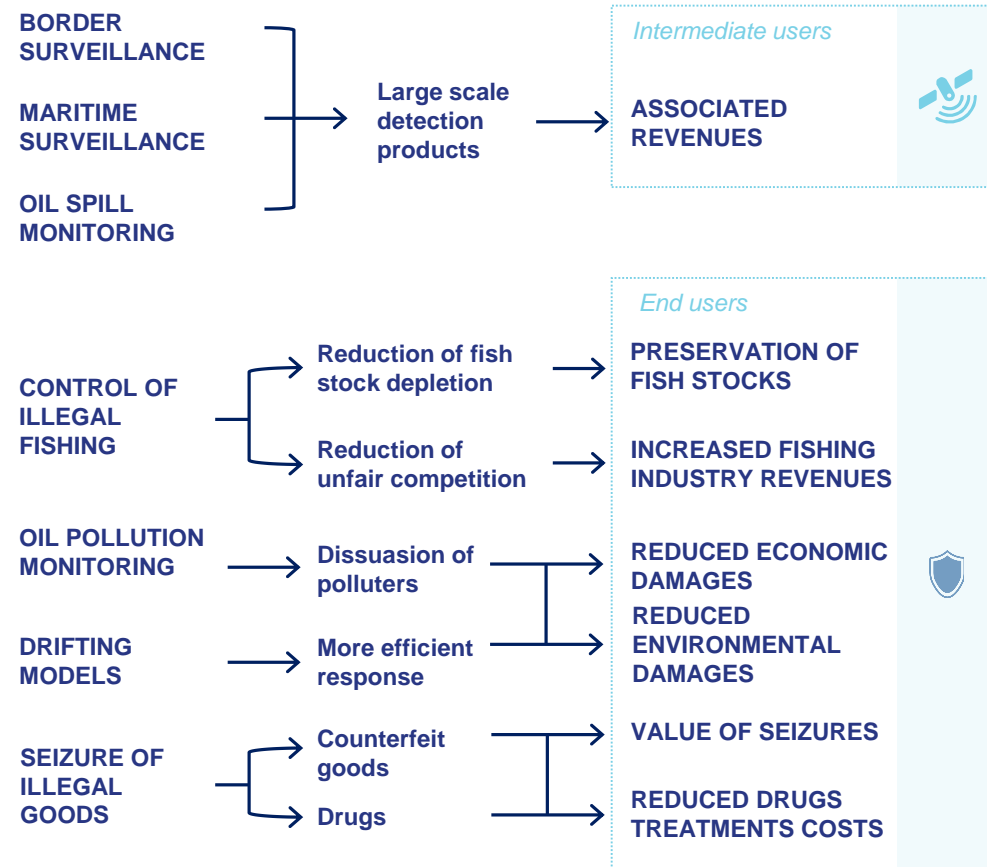 BORDER
SURVEILLANCE
MARITIME
SURVEILLANCE
OIL SPILL
MONITORING
Large scale
detection
products
Intermediate users
ASSOCIATED
REVENUES
End users
CONTROL OF
ILLEGAL
FISHING
Reduction of fish
stock depletion
PRESERVATION OF
FISH STOCKS
Reduction of
unfair competition
INCREASED FISHING
INDUSTRY REVENUES
OIL POLLUTION
MONITORING
Dissuasion of
polluters
REDUCED ECONOMIC
DAMAGES
DRIFTING
MODELS
More efficient
response
REDUCED
ENVIRONMENTAL
DAMAGES
SEIZURE OF
ILLEGAL
GOODS
Counterfeit
goods
VALUE OF SEIZURES
Drugs
REDUCED DRUGS
TREATMENTS COSTS